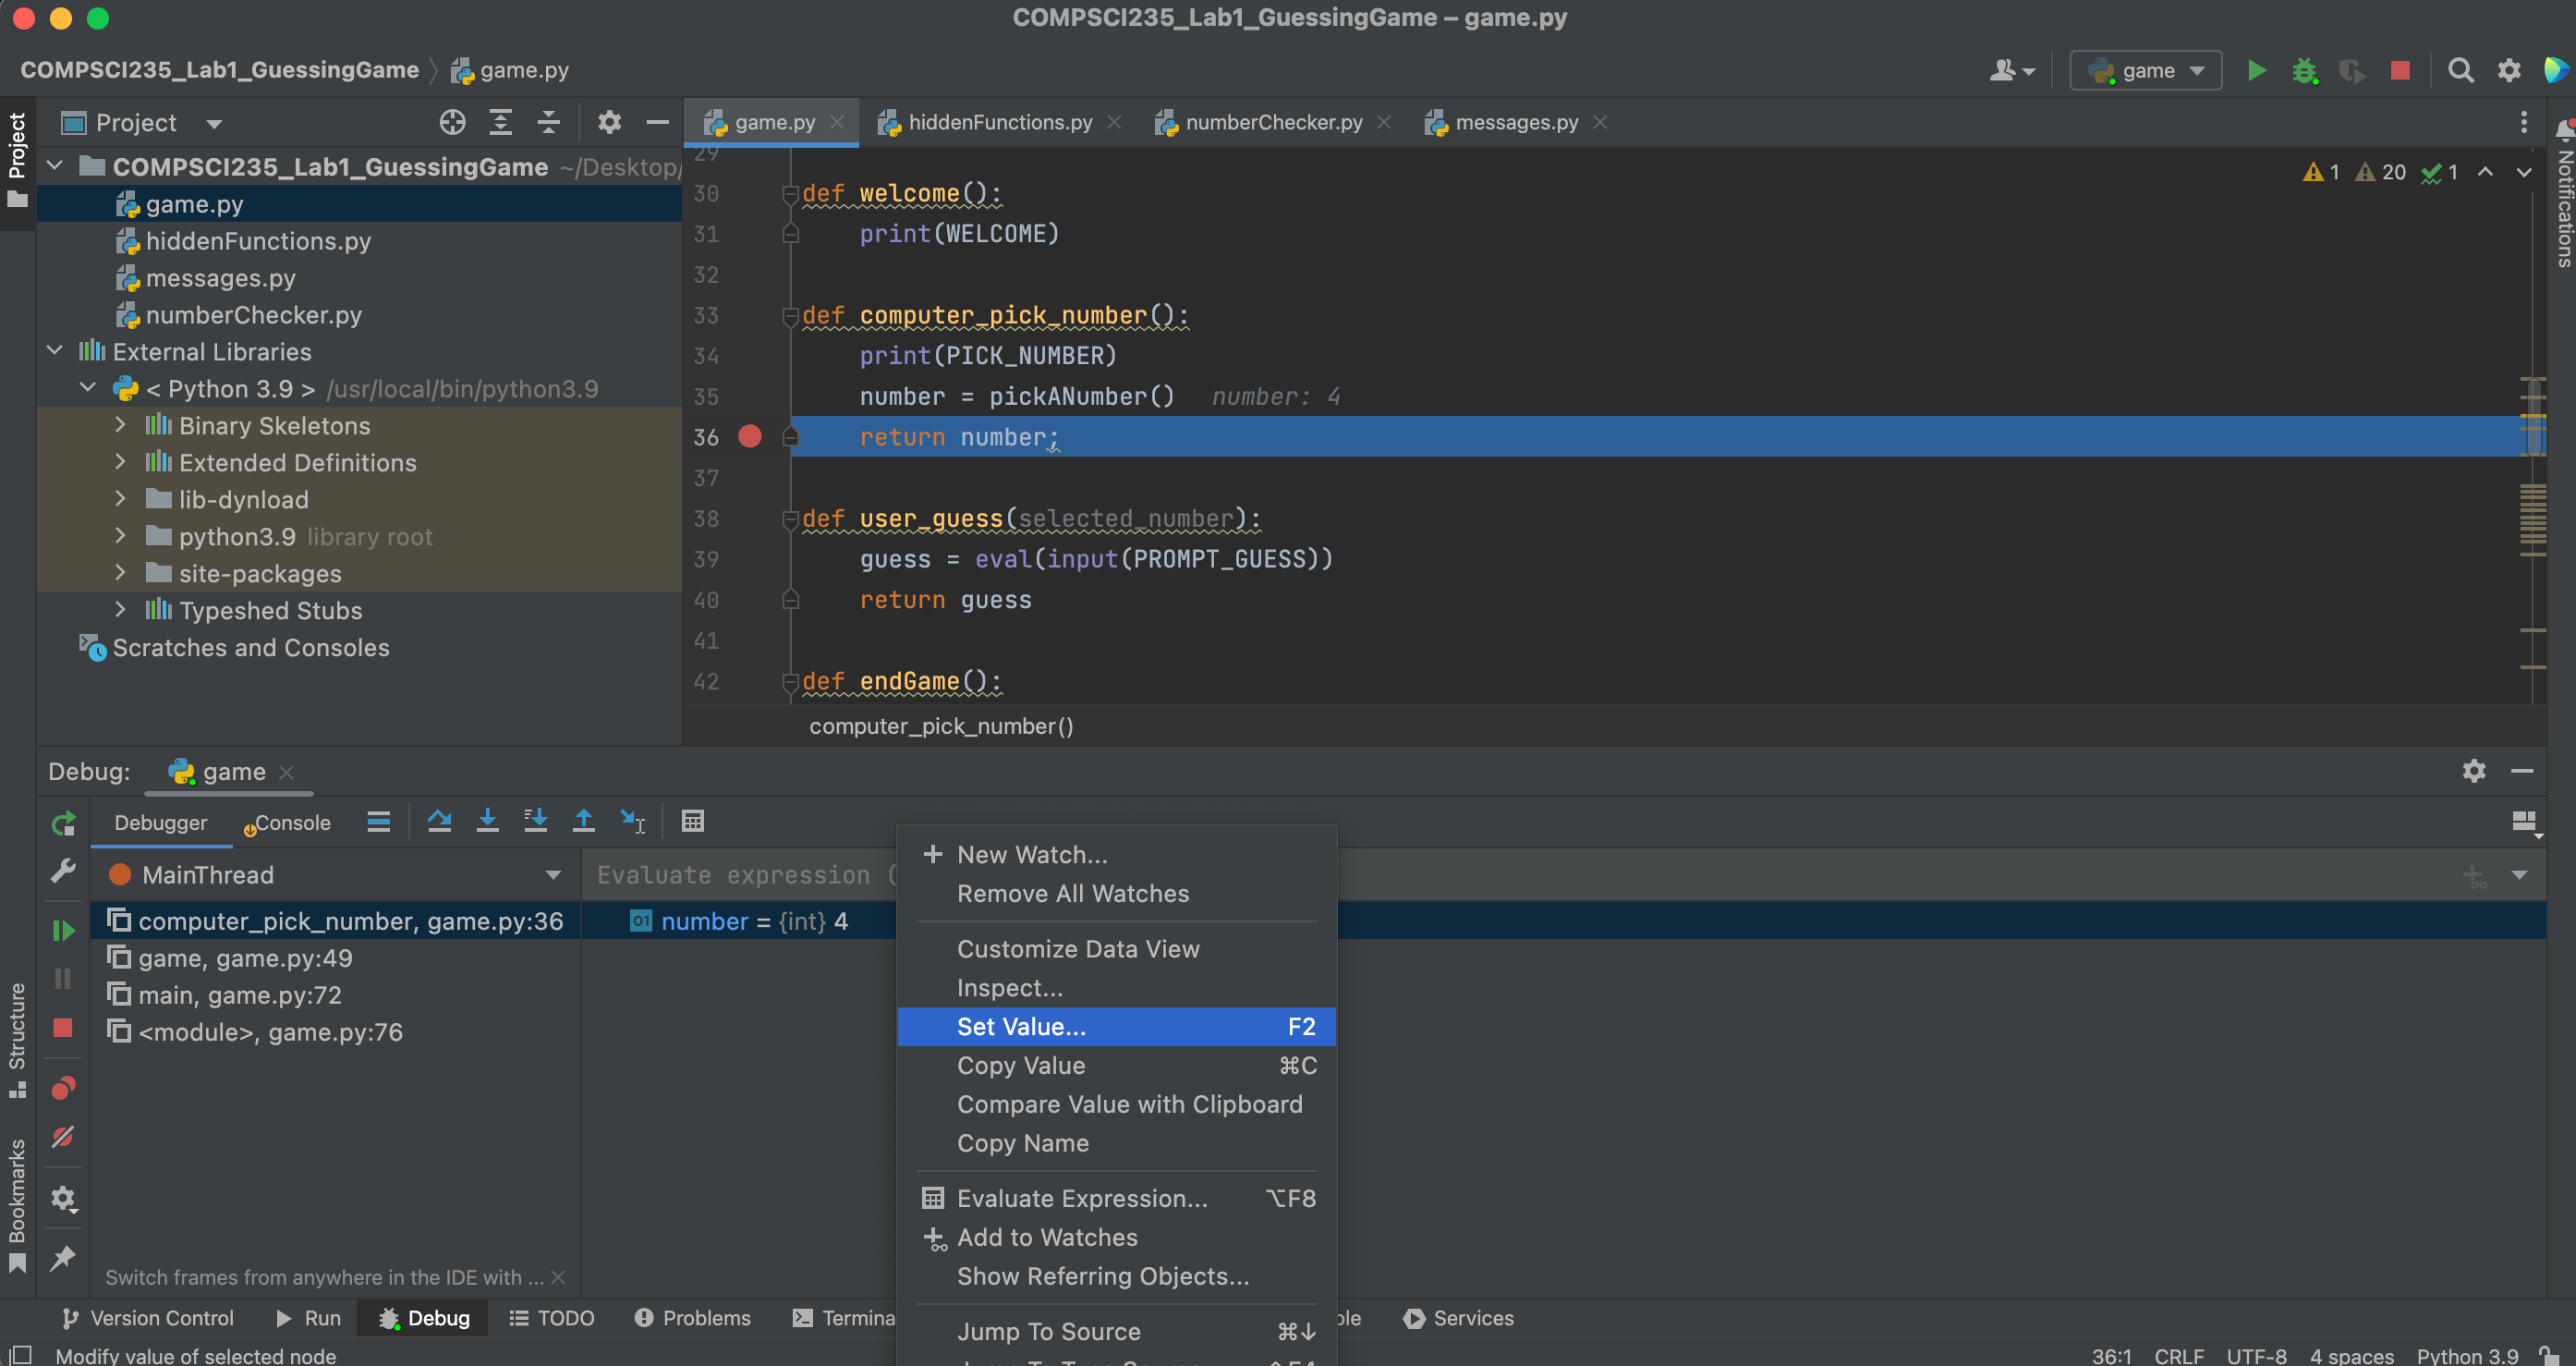 COMPSCI235_Lab1_GuessingGame – game.py
COMPSCI235_Lab1_GuessingGame game.py
game
Project
Project
game.py
hiddenFunctions.py
numberChecker.py
messages.py
Notifications
COMPSCI235_Lab1_GuessingGame ~/Desktop/
game.py
hiddenFunctions.py
messages.py
numberChecker.py
External Libraries
< Python 3.9 > /usr/local/bin/python3.9
Binary Skeletons
Extended Definitions
lib-dynload
python3.9 library root
site-packages
Typeshed Stubs
Scratches and Consoles
1 20 1
29
30 def welcome():
31 print(WELCOME)
32
33 def computer_pick_number():
34 print(PICK_NUMBER)
35 number = pickANumber() number: 4
36 return number;
37
38 def user_guess(selected_number):
39 guess = eval(input(PROMPT_GUESS))
40 return guess
41
42 def endGame():
computer_pick_number()
Debug: game
Debugger Console
MainThread
Evaluate expression (
computer_pick_number, game.py:36
game, game.py:49
main, game.py:72
<module>, game.py:76
01 number = {int} 4
New Watch...
Remove All Watches
Customize Data View
Inspect...
Set Value... F2
Copy Value ⌘C
Compare Value with Clipboard
Copy Name
Evaluate Expression... ⌥F8
Add to Watches
Show Referring Objects...
Jump To Source ⌘↓
Structure
Bookmarks
Switch frames from anywhere in the IDE with ...
Version Control Run Debug TODO Problems Termina ole Services
Modify value of selected node
36:1 CRLF UTF-8 4 spaces Python 3.9